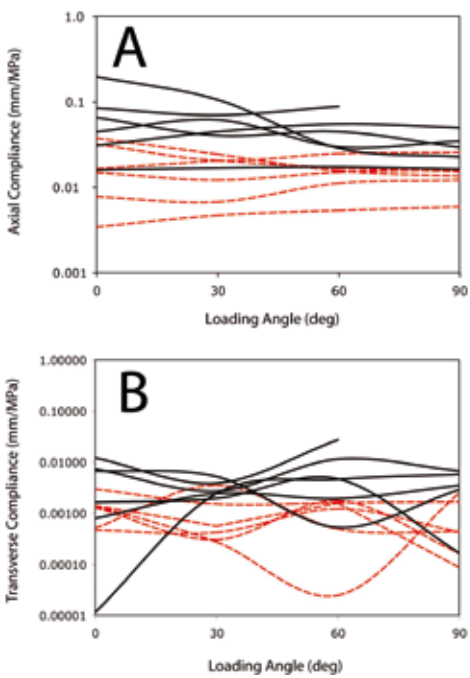 A
1.0
0.1
0.01
0.001
Axial Compliance (mm/MPa)
0 30 60 90
Loading Angle (deg)
B
1.00000
0.10000
0.01000
0.00100
0.00010
0.00001
Transverse Compliance (mm/MPa)
0 30 60 90
Loading Angle (deg)